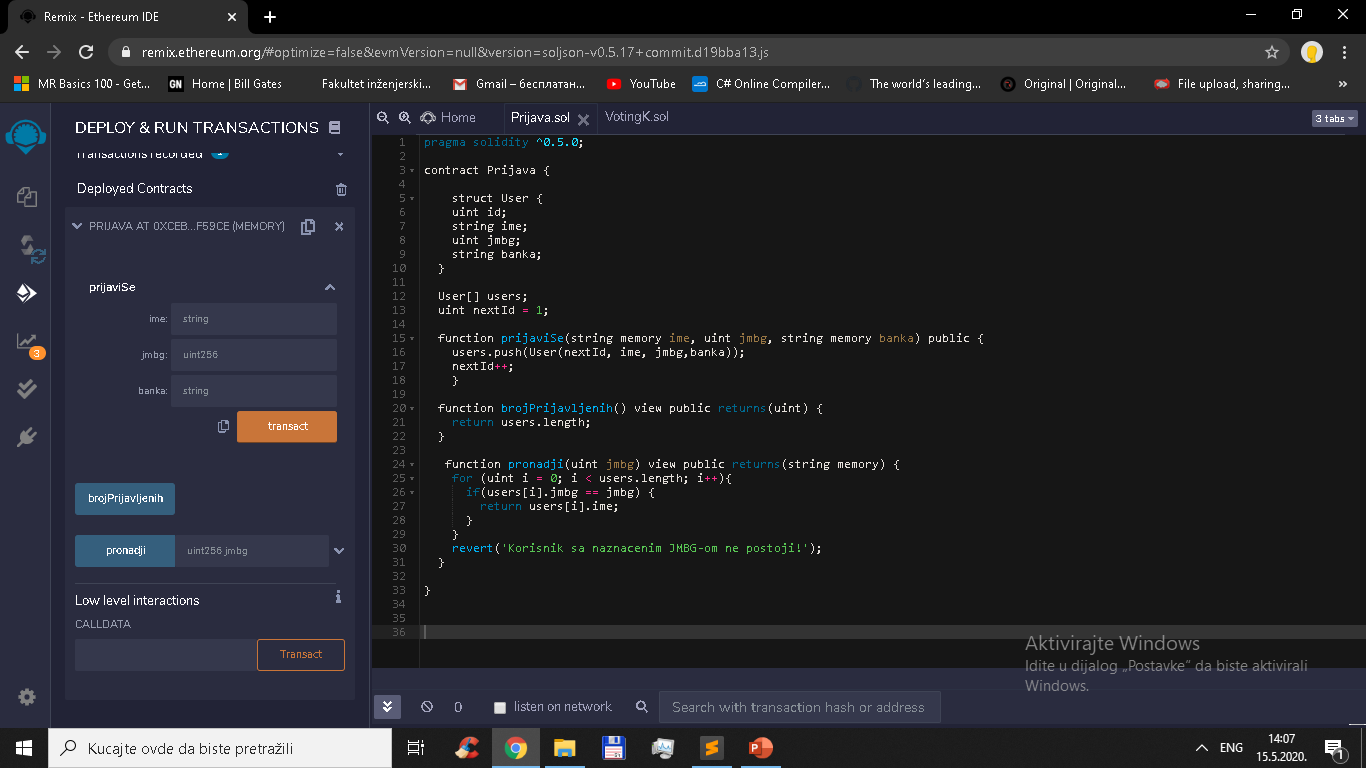 Remix - Ethereum IDE
remix.ethereum.org/#optimize=false&evmVersion=null&version=soljson-v0.5.17+commit.d19bba13.js
MR Basics 100 - Get...
GN Home | Bill Gates
Fakultet inženjerski...
Gmail – бесплатан...
YouTube
C# Online Compiler...
The world's leading...
Original | Original...
File upload, sharing...
»
DEPLOY & RUN TRANSACTIONS
Transactions recorded
Deployed Contracts
PRIJAVA AT 0XCEB...F59CE (MEMORY)
prijaviSe
ime: string
jmbg: uint256
banka: string
transact
brojPrijavljenih
pronadji uint256 jmbg
Low level interactions
CALLDATA
Transact
3
Home
Prijava.sol
VotingK.sol
3 tabs
1 pragma solidity ^0.5.0;
2
3 contract Prijava {
4
5 struct User {
6 uint id;
7 string ime;
8 uint jmbg;
9 string banka;
10 }
11
12 User[] users;
13 uint nextId = 1;
14
15 function prijaviSe(string memory ime, uint jmbg, string memory banka) public {
16 users.push(User(nextId, ime, jmbg,banka));
17 nextId++;
18 }
19
20 function brojPrijavljenih() view public returns(uint) {
21 return users.length;
22 }
23
24 function pronadji(uint jmbg) view public returns(string memory) {
25 for (uint i = 0; i < users.length; i++){
26 if(users[i].jmbg == jmbg) {
27 return users[i].ime;
28 }
29 }
30 revert('Korisnik sa naznacenim JMBG-om ne postoji!');
31 }
32
33 }
34
35
36
Aktivirajte Windows
Idite u dijalog „Postavke“ da biste aktivirali
Windows.
0
listen on network
Search with transaction hash or address
Kucajte ovde da biste pretražili
ENG
14:07
15.5.2020.
1